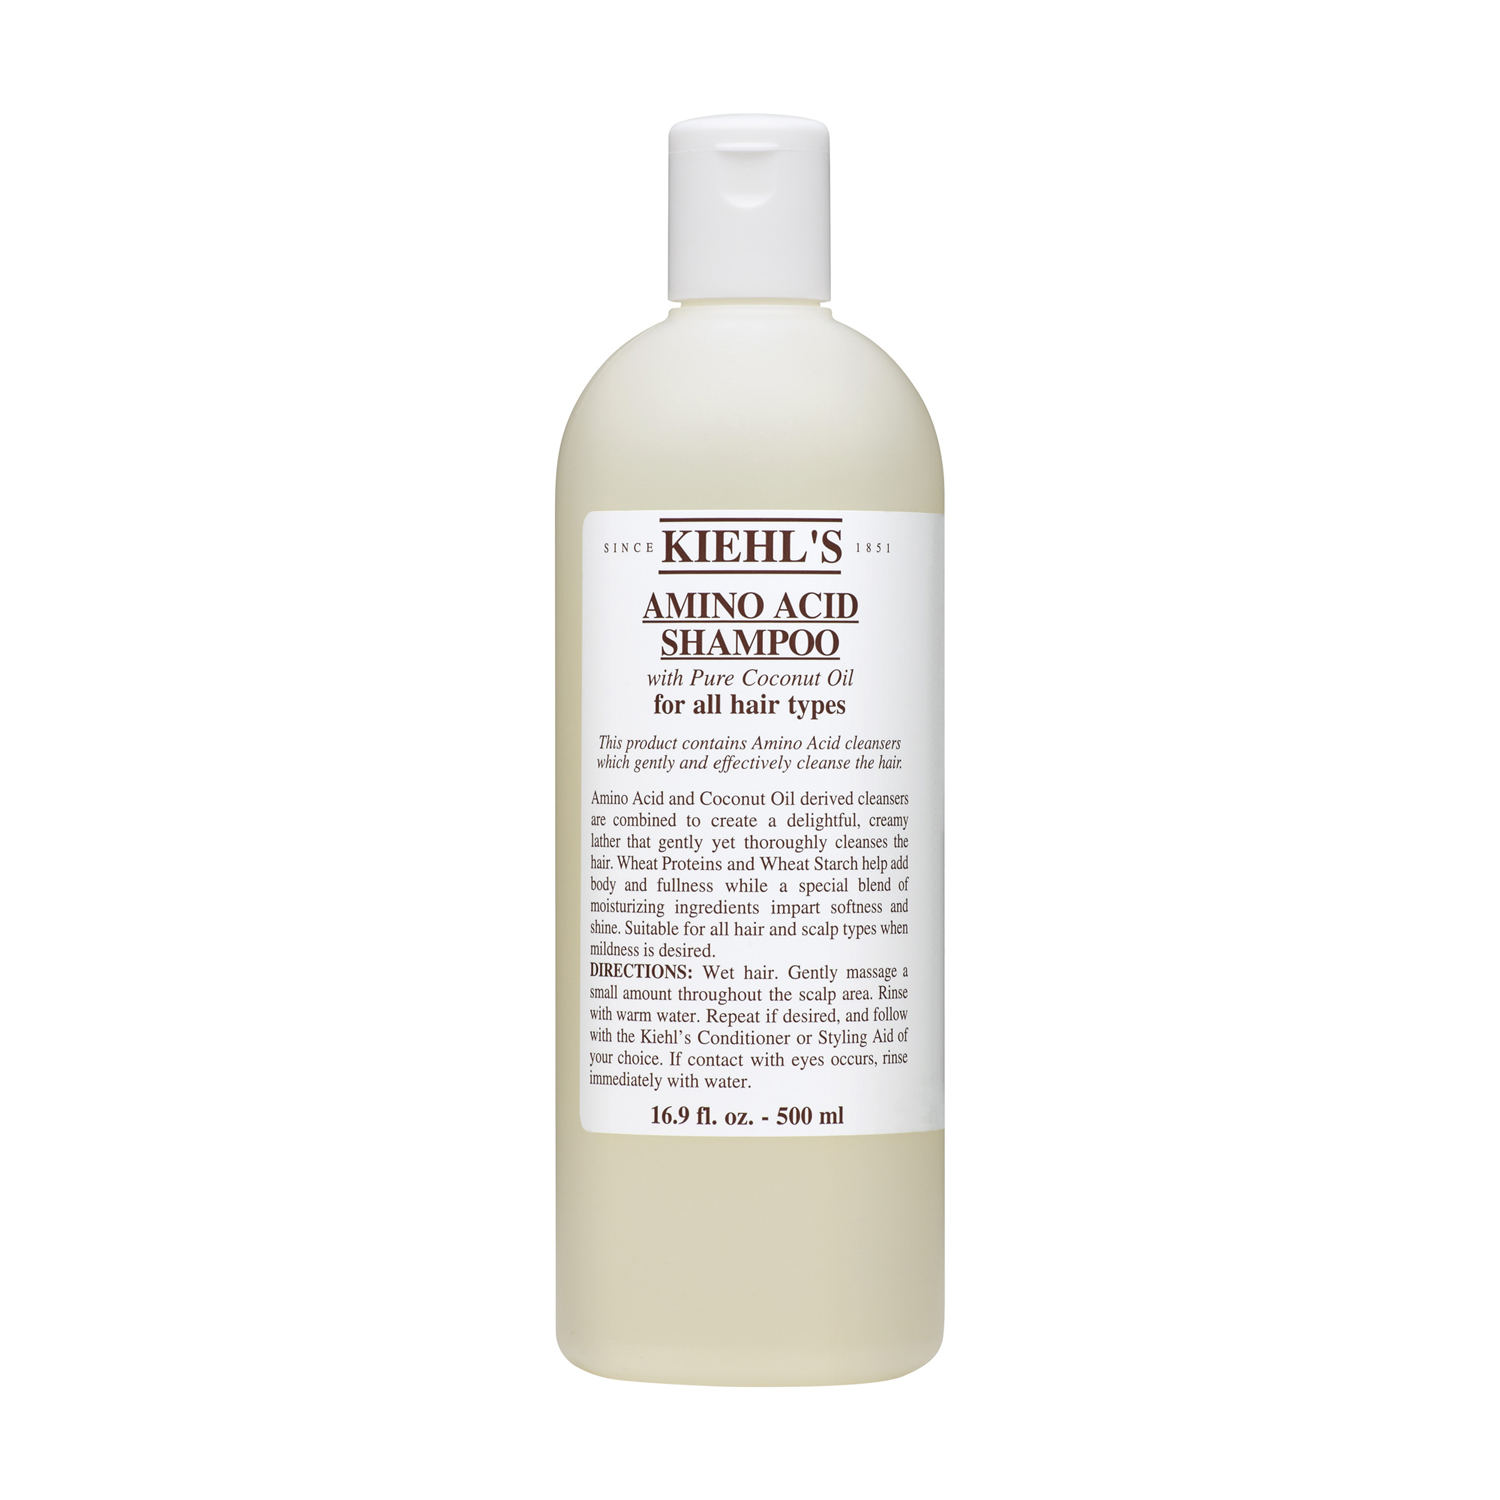 SINCE KIEHL'S 1851
AMINO ACID
SHAMPOO
with Pure Coconut Oil
for all hair types
This product contains Amino Acid cleansers
which gently and effectively cleanse the hair.
Amino Acid and Coconut Oil derived cleansers
are combined to create a delightful, creamy
lather that gently yet thoroughly cleanses the
hair. Wheat Proteins and Wheat Starch help add
body and fullness while a special blend of
moisturizing ingredients impart softness and
shine. Suitable for all hair and scalp types when
mildness is desired.
DIRECTIONS: Wet hair. Gently massage a
small amount throughout the scalp area. Rinse
with warm water. Repeat if desired, and follow
with the Kiehl's Conditioner or Styling Aid of
your choice. If contact with eyes occurs, rinse
immediately with water.
16.9 fl. oz. - 500 ml